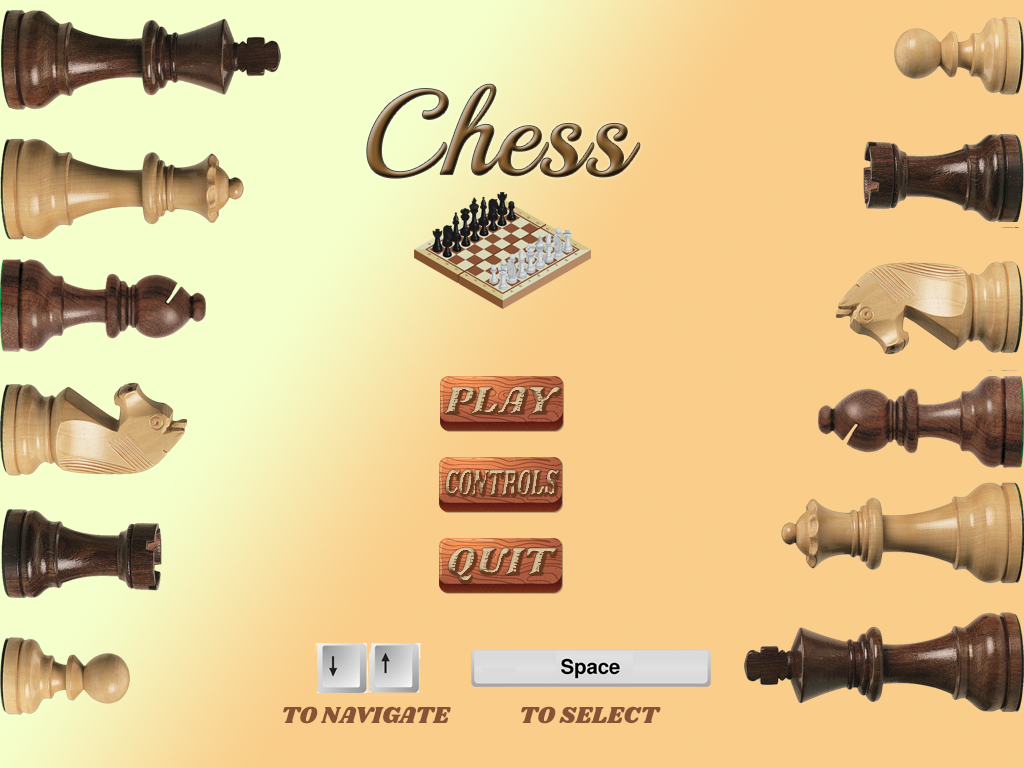 Chess
PLAY
CONTROLS
QUIT
↓ ↑ Space
TO NAVIGATE TO SELECT